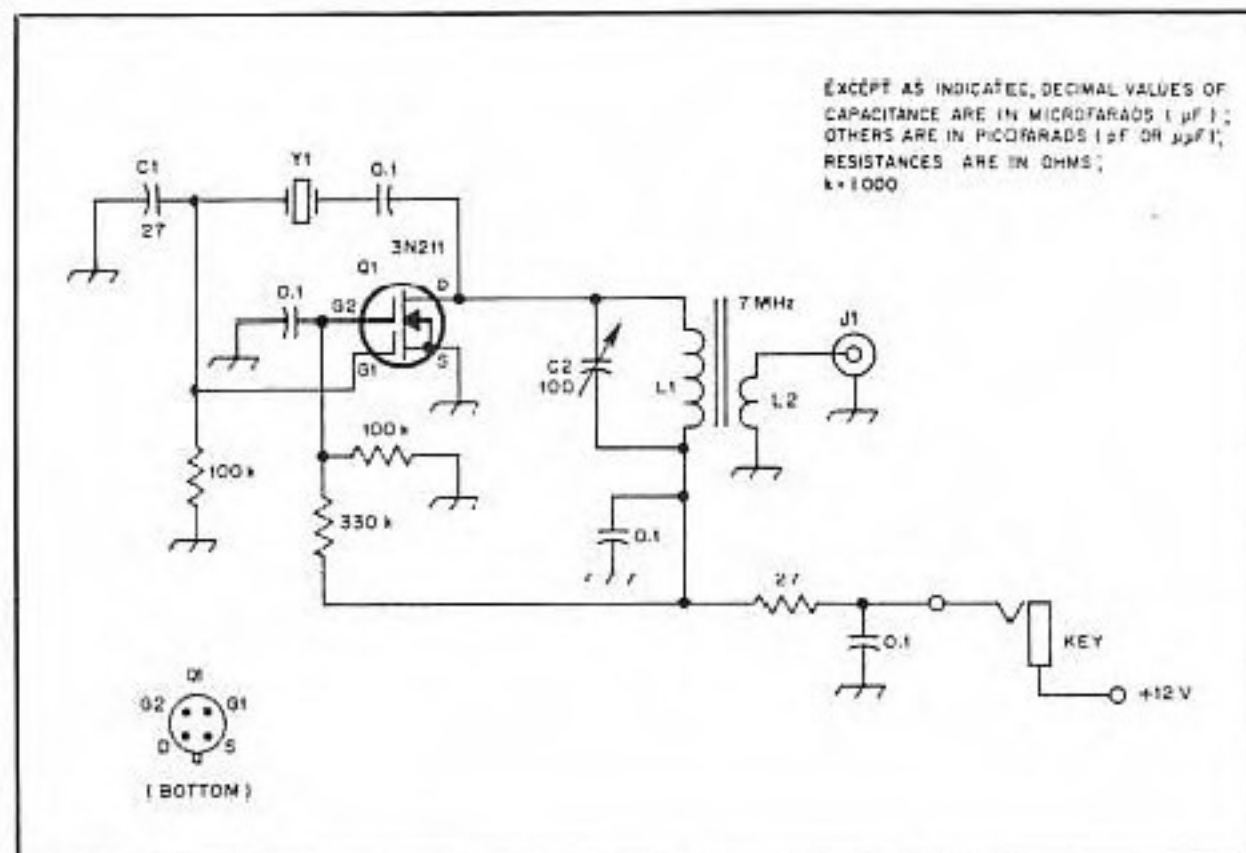 EXCEPT AS INDICATED, DECIMAL VALUES OF
CAPACITANCE ARE IN MICROFARADS ( µF ) ;
OTHERS ARE IN PICOFARADS ( pF OR µµF ) ;
RESISTANCES ARE IN OHMS ;
k = 1000
C1
27
Y1
0.1
3N211
Q1
D
0.1
G2
G1
S
7 MHz
J1
C2
100
L1
L2
100 k
100 k
330 k
0.1
27
0.1
KEY
+12 V
Q1
G2
G1
D
S
( BOTTOM )